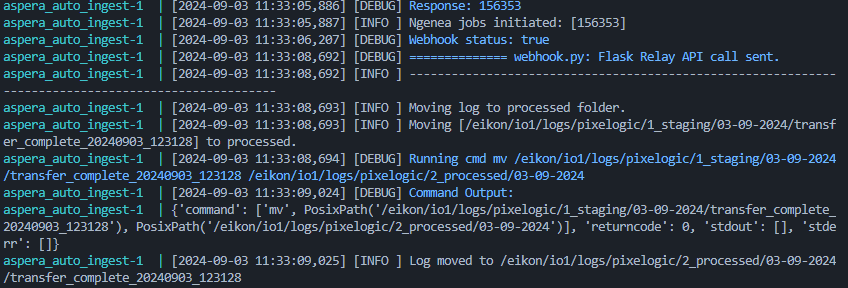 aspera_auto_ingest-1  | [2024-09-03 11:33:05,886] [DEBUG] Response: 156353
aspera_auto_ingest-1  | [2024-09-03 11:33:05,887] [INFO ] Ngenea jobs initiated: [156353]
aspera_auto_ingest-1  | [2024-09-03 11:33:06,207] [DEBUG] Webhook status: true
aspera_auto_ingest-1  | [2024-09-03 11:33:08,692] [DEBUG] ============== webhook.py: Flask Relay API call sent.
aspera_auto_ingest-1  | [2024-09-03 11:33:08,692] [INFO ] -----------------------------------------------------------------
---------------------------------------
aspera_auto_ingest-1  | [2024-09-03 11:33:08,693] [INFO ] Moving log to processed folder.
aspera_auto_ingest-1  | [2024-09-03 11:33:08,693] [INFO ] Moving [/eikon/io1/logs/pixelogic/1_staging/03-09-2024/transf
er_complete_20240903_123128] to processed.
aspera_auto_ingest-1  | [2024-09-03 11:33:08,694] [DEBUG] Running cmd mv /eikon/io1/logs/pixelogic/1_staging/03-09-2024
/transfer_complete_20240903_123128 /eikon/io1/logs/pixelogic/2_processed/03-09-2024
aspera_auto_ingest-1  | [2024-09-03 11:33:09,024] [DEBUG] Command Output:
aspera_auto_ingest-1  | {'command': ['mv', PosixPath('/eikon/io1/logs/pixelogic/1_staging/03-09-2024/transfer_complete_
20240903_123128'), PosixPath('/eikon/io1/logs/pixelogic/2_processed/03-09-2024')], 'returncode': 0, 'stdout': [], 'stde
rr': []}
aspera_auto_ingest-1  | [2024-09-03 11:33:09,025] [INFO ] Log moved to /eikon/io1/logs/pixelogic/2_processed/03-09-2024
/transfer_complete_20240903_123128